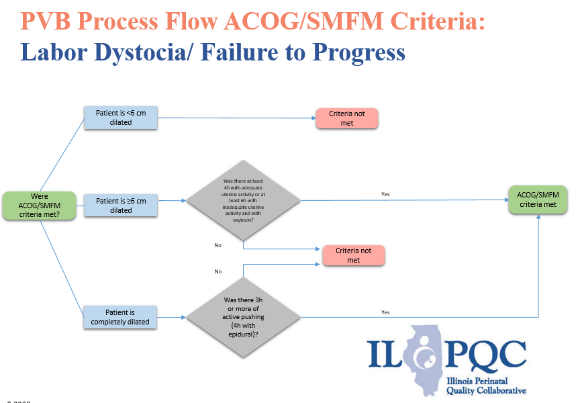 PVB Process Flow ACOG/SMFM Criteria:
Labor Dystocia/ Failure to Progress
Patient is <6 cm
dilated
Criteria not
met
Were
ACOG/SMFM
criteria met?
Patient is ≥6 cm
dilated
Was there at least
4h with adequate
uterine activity or at
least 6h with
inadequate uterine
activity and with
oxytocin?
Yes
ACOG/SMFM
criteria met
No
Criteria not
met
No
Patient is
completely dilated
Was there 3h
or more of
active pushing
(4h with
epidural)?
Yes
IL PQC
Illinois Perinatal
Quality Collaborative